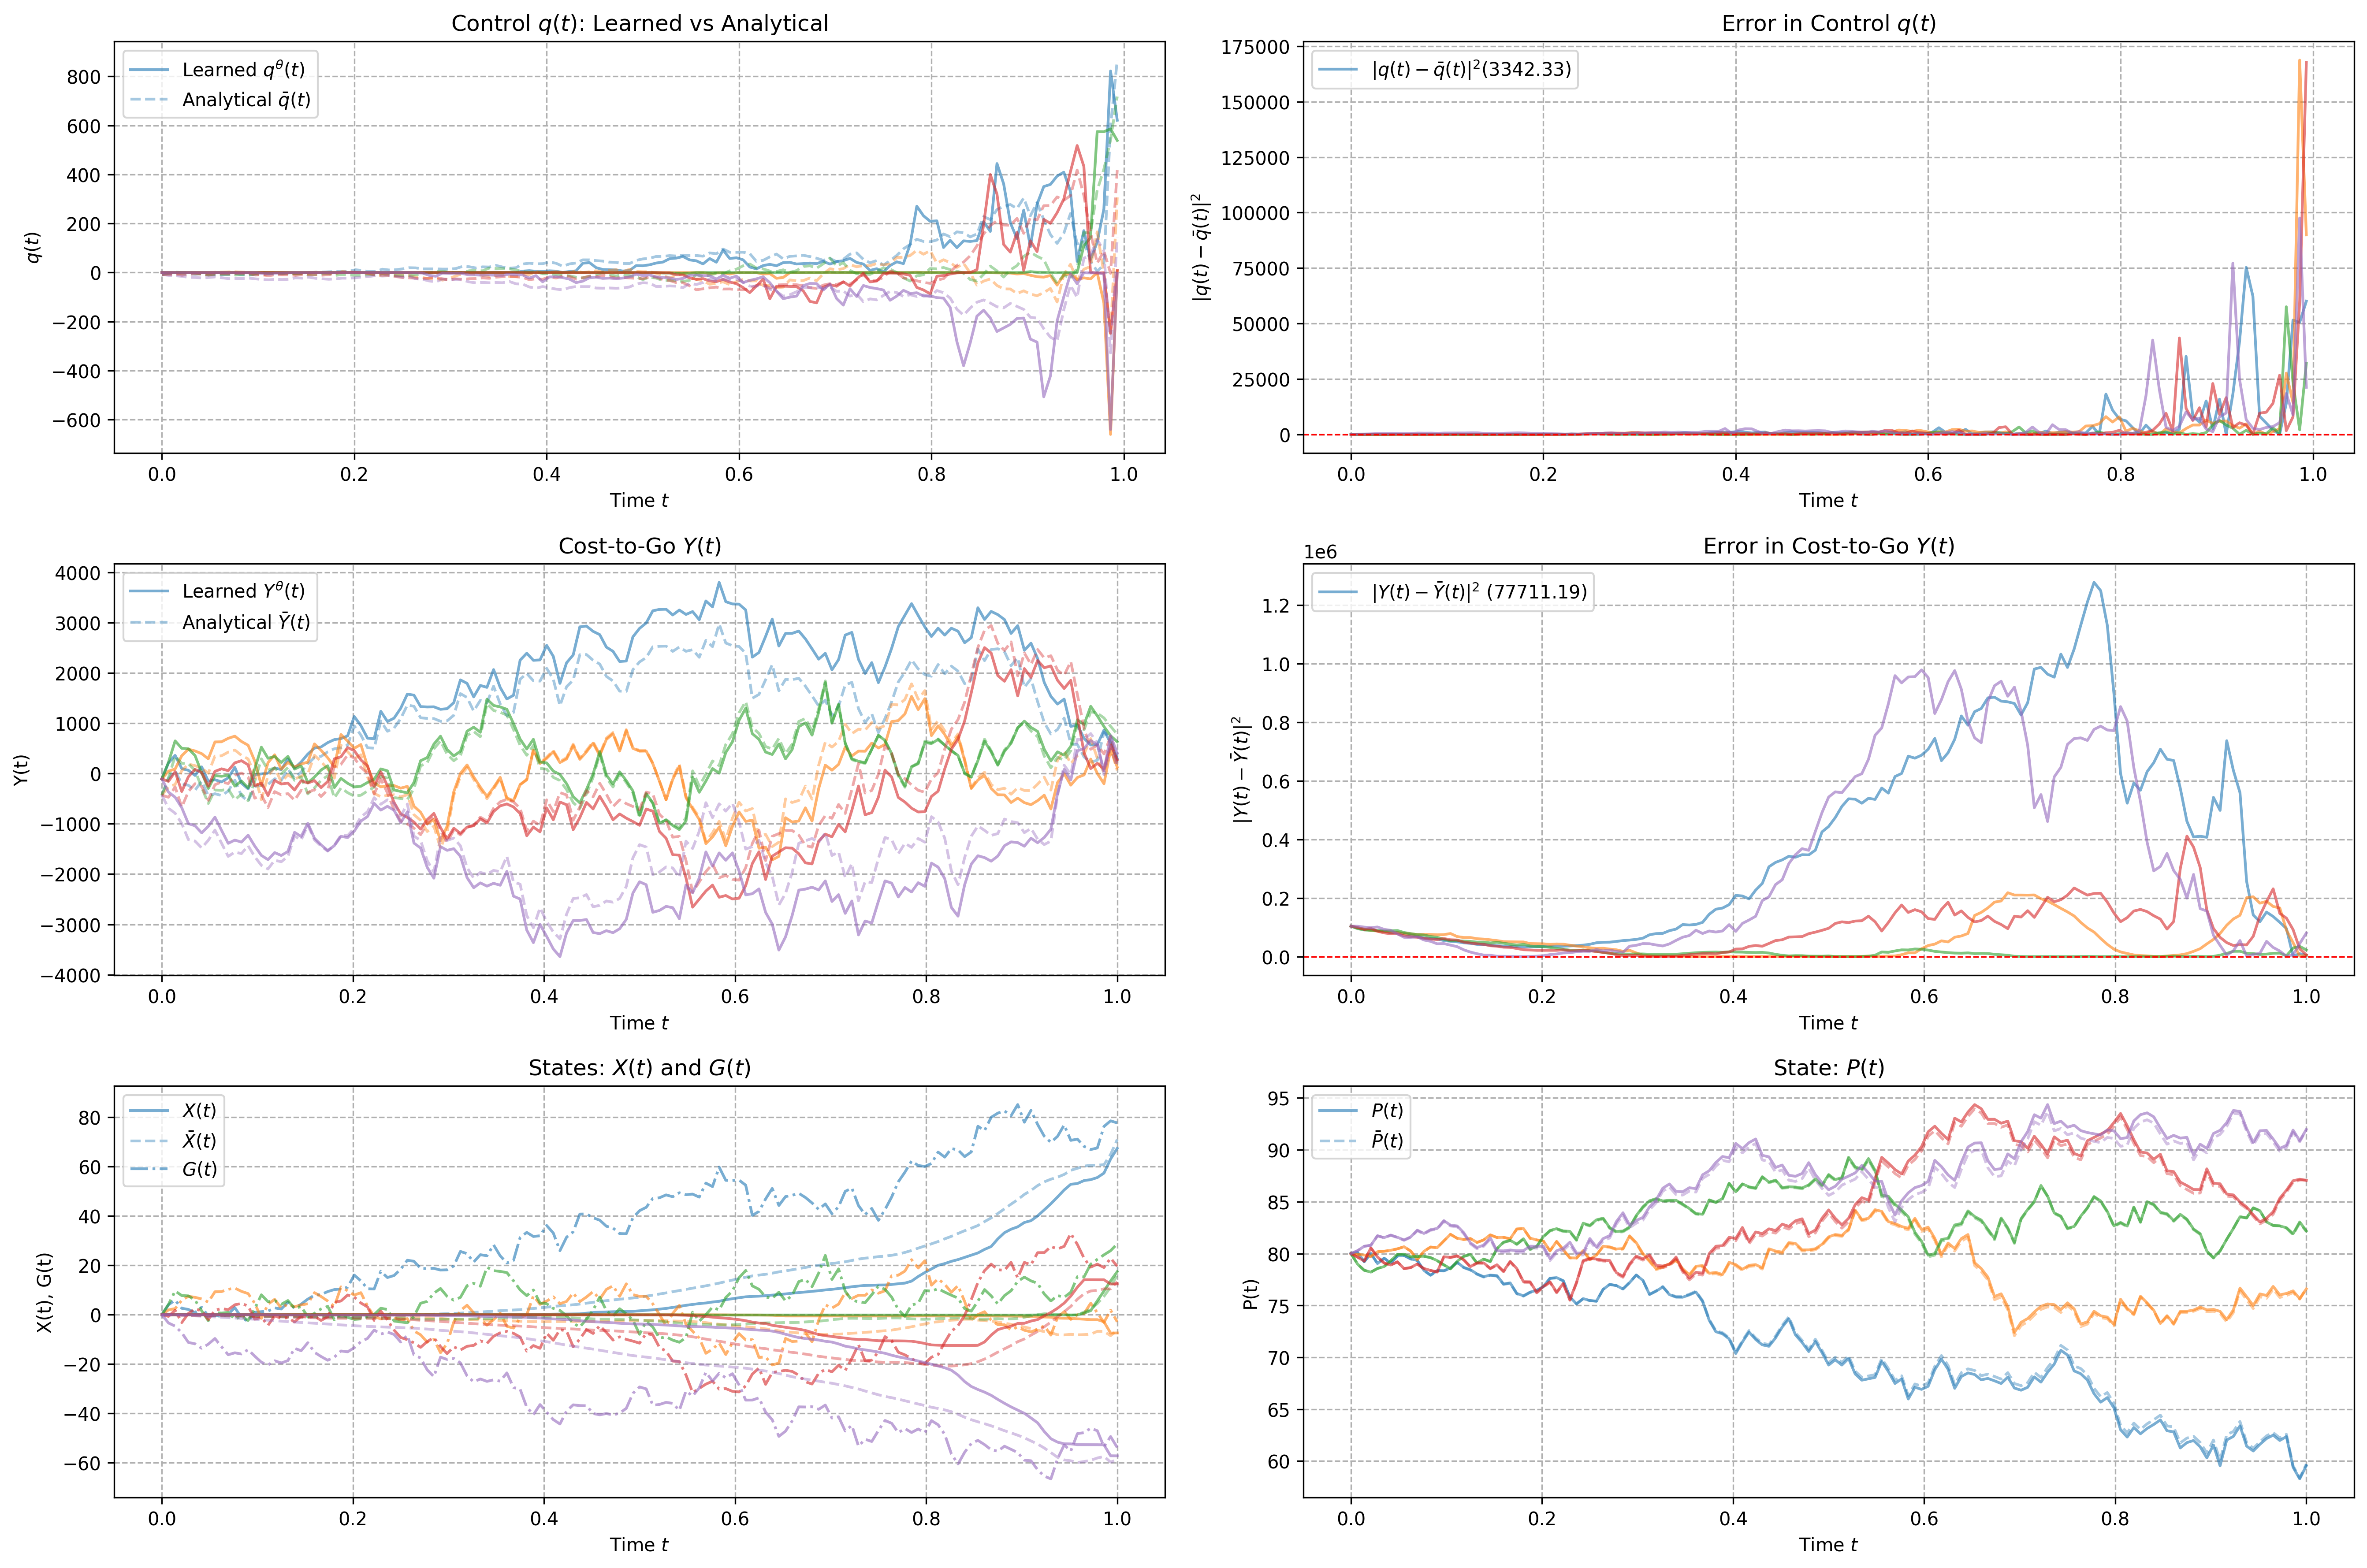 Control q(t): Learned vs Analytical
Learned q^θ(t)
Analytical q̄(t)
q(t)
800
600
400
200
0
−200
−400
−600
0.0 0.2 0.4 0.6 0.8 1.0
Time t
Error in Control q(t)
|q(t) − q̄(t)|²(3342.33)
|q(t) − q̄(t)|²
175000
150000
125000
100000
75000
50000
25000
0
0.0 0.2 0.4 0.6 0.8 1.0
Time t
Cost-to-Go Y(t)
Learned Y^θ(t)
Analytical Ȳ(t)
Y(t)
4000
3000
2000
1000
0
−1000
−2000
−3000
−4000
0.0 0.2 0.4 0.6 0.8 1.0
Time t
Error in Cost-to-Go Y(t)
1e6
|Y(t) − Ȳ(t)|² (77711.19)
|Y(t) − Ȳ(t)|²
1.2
1.0
0.8
0.6
0.4
0.2
0.0
0.0 0.2 0.4 0.6 0.8 1.0
Time t
States: X(t) and G(t)
X(t)
X̄(t)
G(t)
X(t), G(t)
80
60
40
20
0
−20
−40
−60
0.0 0.2 0.4 0.6 0.8 1.0
Time t
State: P(t)
P(t)
P̄(t)
P(t)
95
90
85
80
75
70
65
60
0.0 0.2 0.4 0.6 0.8 1.0
Time t